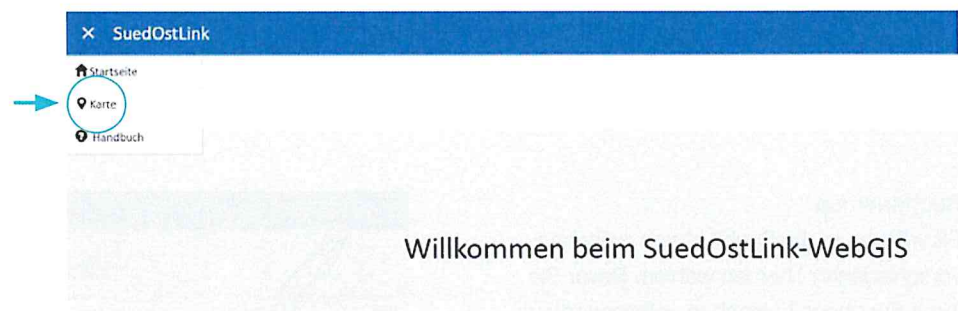 × SuedOstLink
Startseite
Karte
Handbuch
Willkommen beim SuedOstLink-WebGIS